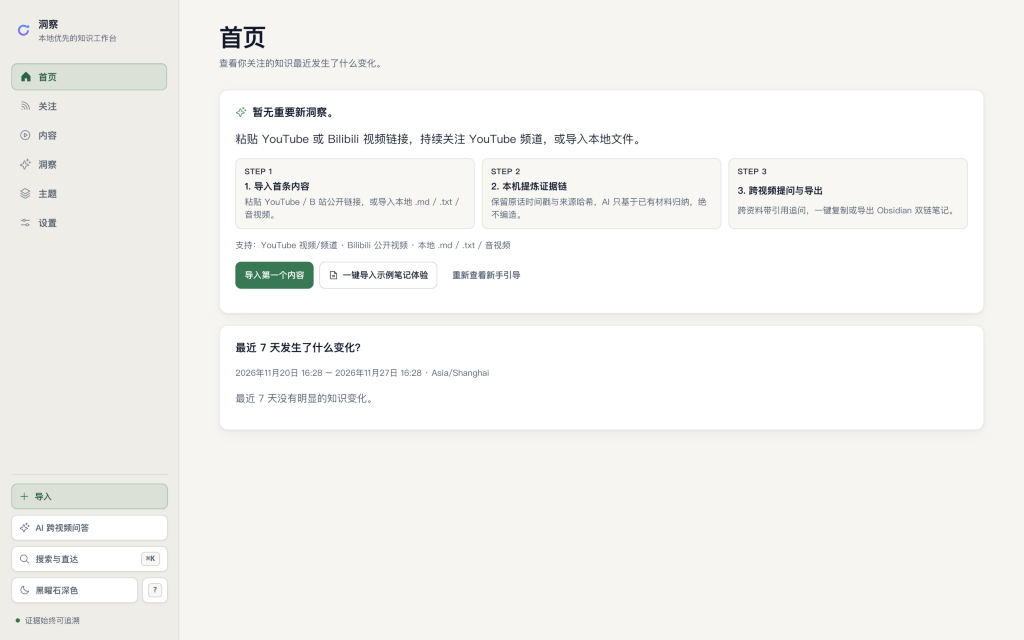 洞察
本地优先的知识工作台
首页
关注
内容
洞察
主题
设置
导入
AI 跨视频问答
搜索与直达 ⌘K
黑曜石深色 ?
证据始终可追溯
首页
查看你关注的知识最近发生了什么变化。
暂无重要新洞察。
粘贴 YouTube 或 Bilibili 视频链接，持续关注 YouTube 频道，或导入本地文件。
STEP 1
1. 导入首条内容
粘贴 YouTube / B 站公开链接，或导入本地 .md / .txt /
音视频。
STEP 2
2. 本机提炼证据链
保留原话时间戳与来源哈希，AI 只基于已有材料归纳，绝
不编造。
STEP 3
3. 跨视频提问与导出
跨资料带引用追问，一键复制或导出 Obsidian 双链笔记。
支持：YouTube 视频/频道 · Bilibili 公开视频 · 本地 .md / .txt / 音视频
导入第一个内容 一键导入示例笔记体验 重新查看新手引导
最近 7 天发生了什么变化？
2026年11月20日 16:28 — 2026年11月27日 16:28 · Asia/Shanghai
最近 7 天没有明显的知识变化。